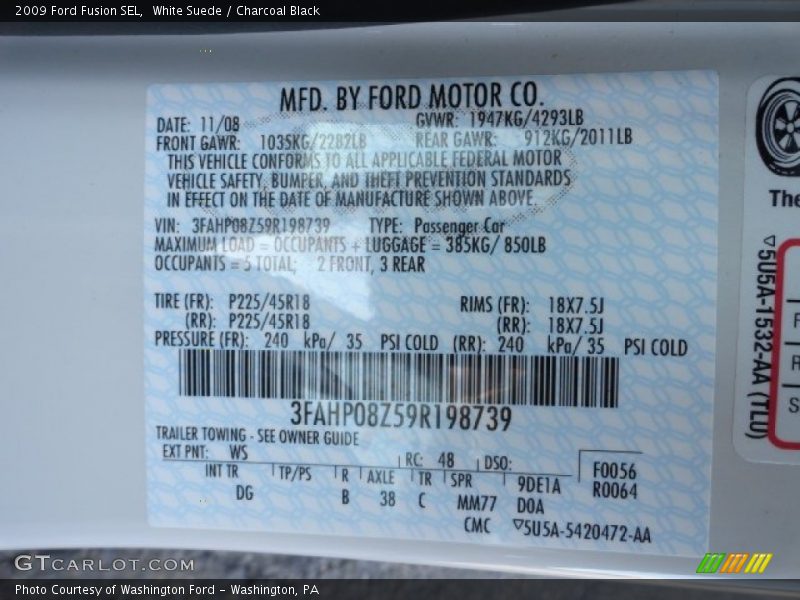 2009 Ford Fusion SEL,  White Suede / Charcoal Black
MFD. BY FORD MOTOR CO.
DATE: 11/08 GVWR: 1947KG/4293LB
FRONT GAWR: 1035KG/2282LB REAR GAWR: 912KG/2011LB
THIS VEHICLE CONFORMS TO ALL APPLICABLE FEDERAL MOTOR
VEHICLE SAFETY, BUMPER, AND THEFT PREVENTION STANDARDS
IN EFFECT ON THE DATE OF MANUFACTURE SHOWN ABOVE.
VIN: 3FAHP08Z59R198739 TYPE: Passenger Car
MAXIMUM LOAD = OCCUPANTS + LUGGAGE = 385KG/ 850LB
OCCUPANTS = 5 TOTAL; 2 FRONT, 3 REAR
TIRE (FR): P225/45R18 RIMS (FR): 18X7.5J
(RR): P225/45R18 (RR): 18X7.5J
PRESSURE (FR): 240 kPa/ 35 PSI COLD (RR): 240 kPa/ 35 PSI COLD
3FAHP08Z59R198739
TRAILER TOWING - SEE OWNER GUIDE
EXT PNT: WS RC: 48 DSO: F0056
INT TR TP/PS R AXLE TR SPR 9DE1A R0064
DG B 38 C MM77 D0A
CMC ▽5U5A-5420472-AA
The
▽5U5A-1532-AA (TLU)
F
R
S
GTCARLOT.COM
Photo Courtesy of Washington Ford - Washington, PA